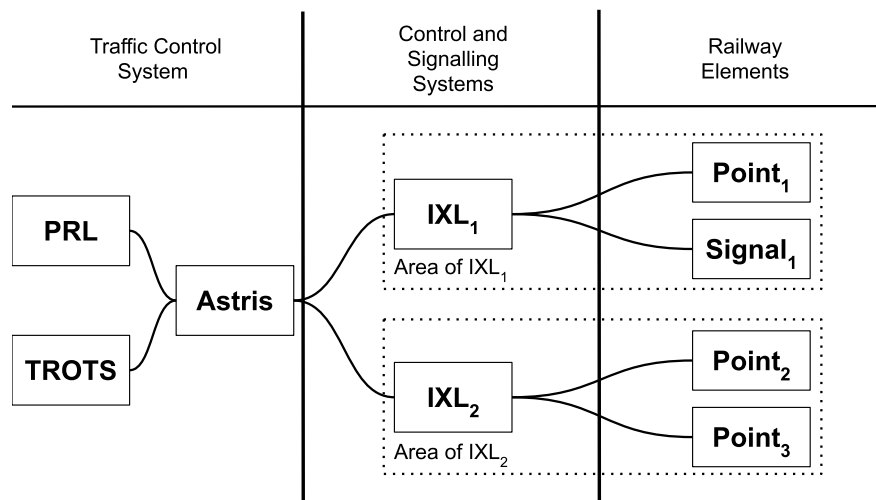 Traffic Control
System
Control and
Signalling
Systems
Railway
Elements
PRL
TROTS
Astris
IXL₁
Area of IXL₁
IXL₂
Area of IXL₂
Point₁
Signal₁
Point₂
Point₃